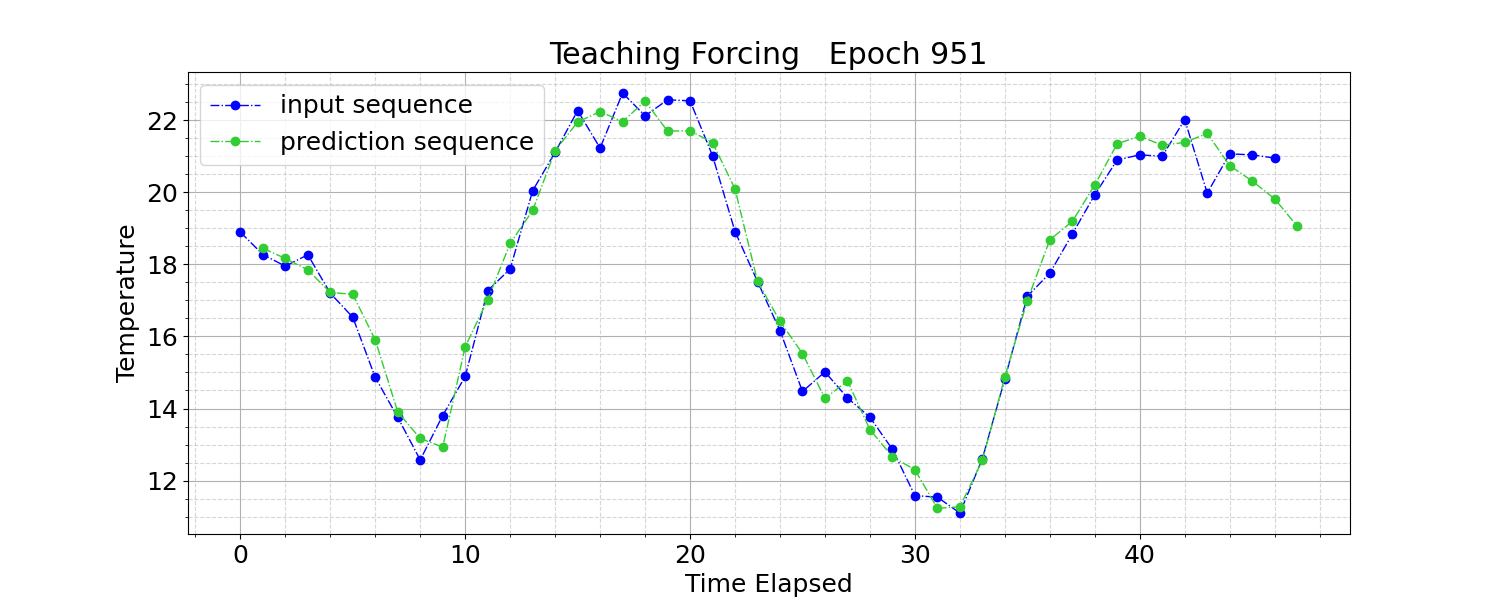 Teaching Forcing   Epoch 951
input sequence
prediction sequence
Temperature
22
20
18
16
14
12
0 10 20 30 40
Time Elapsed